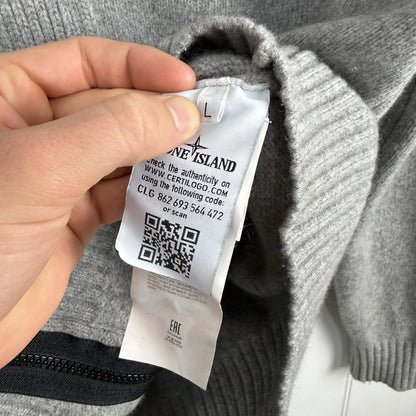 L
ONE ISLAND
Check the authenticity on
WWW.CERTILOGO.COM
using the following code:
CLG 862 693 564 472
or scan
EAC